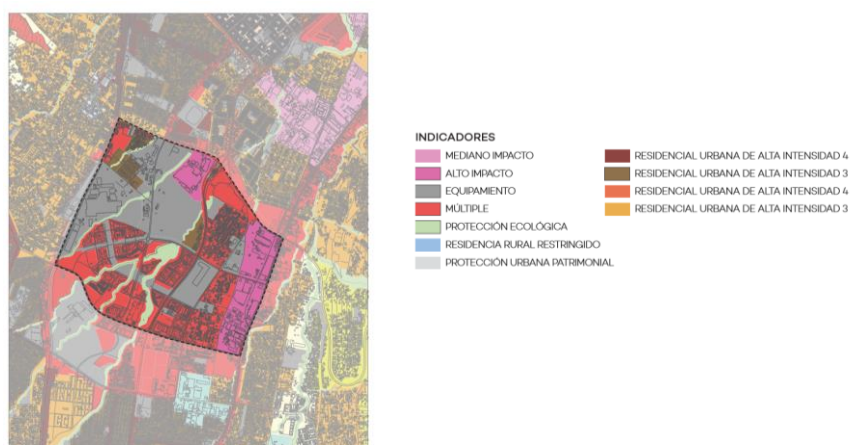 INDICADORES
MEDIANO IMPACTO
ALTO IMPACTO
EQUIPAMIENTO
MÚLTIPLE
PROTECCIÓN ECOLÓGICA
RESIDENCIA RURAL RESTRINGIDO
PROTECCIÓN URBANA PATRIMONIAL
RESIDENCIAL URBANA DE ALTA INTENSIDAD 4
RESIDENCIAL URBANA DE ALTA INTENSIDAD 3
RESIDENCIAL URBANA DE ALTA INTENSIDAD 4
RESIDENCIAL URBANA DE ALTA INTENSIDAD 3